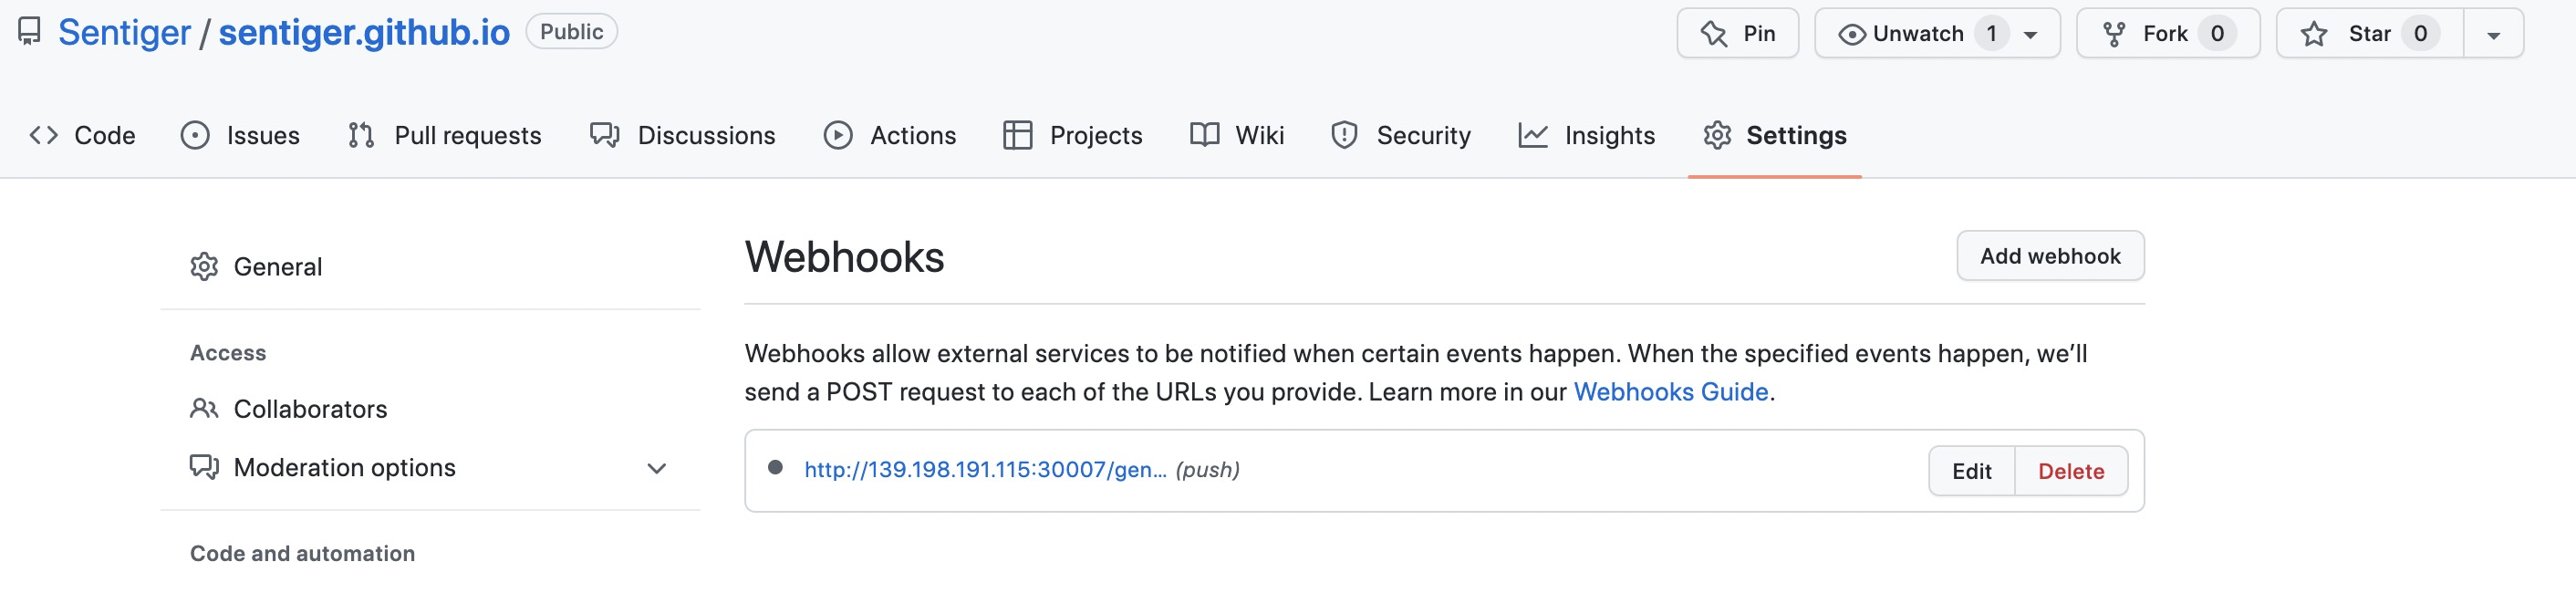 Sentiger / sentiger.github.io Public Pin Unwatch 1 Fork 0 Star 0
Code Issues Pull requests Discussions Actions Projects Wiki Security Insights Settings
General
Access
Collaborators
Moderation options
Code and automation
Webhooks Add webhook
Webhooks allow external services to be notified when certain events happen. When the specified events happen, we’ll
send a POST request to each of the URLs you provide. Learn more in our Webhooks Guide.
http://139.198.191.115:30007/gen... (push) Edit Delete